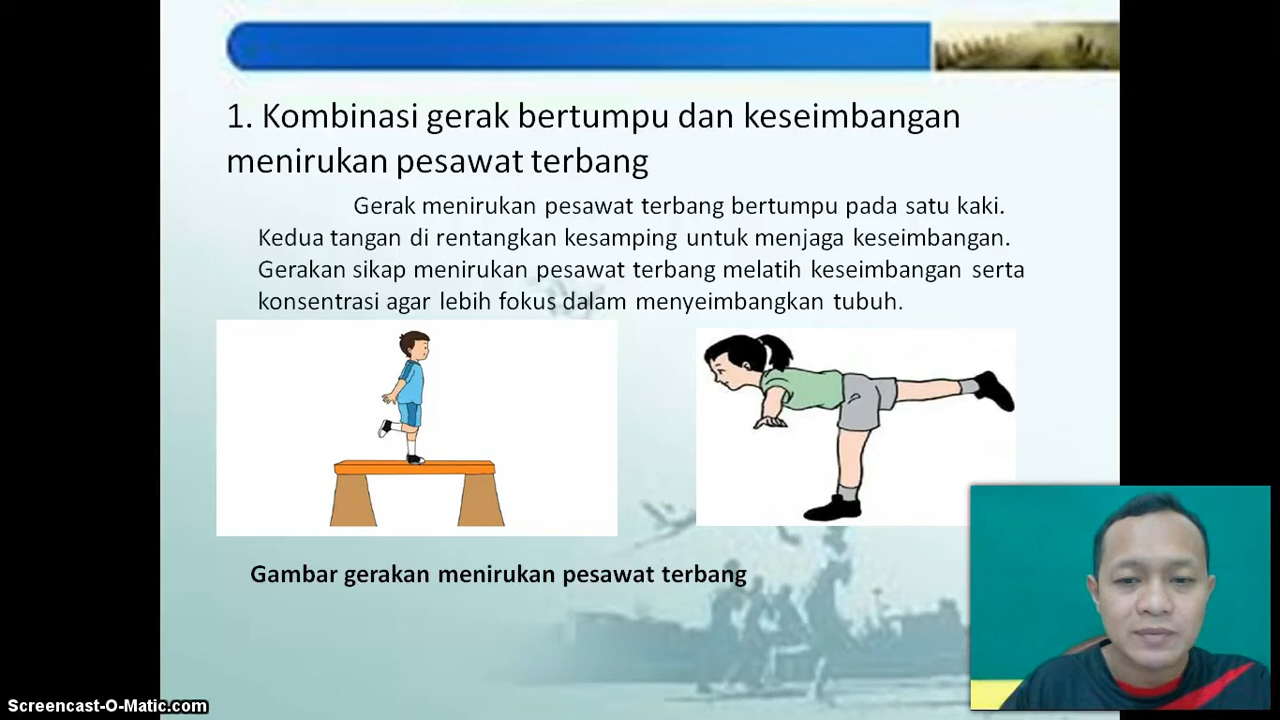 1. Kombinasi gerak bertumpu dan keseimbangan
menirukan pesawat terbang
Gerak menirukan pesawat terbang bertumpu pada satu kaki.
Kedua tangan di rentangkan kesamping untuk menjaga keseimbangan.
Gerakan sikap menirukan pesawat terbang melatih keseimbangan serta
konsentrasi agar lebih fokus dalam menyeimbangkan tubuh.
Gambar gerakan menirukan pesawat terbang
Screencast-O-Matic.com